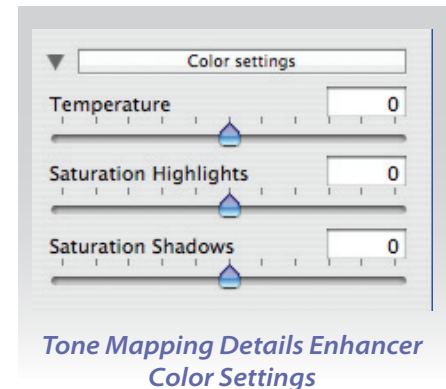 Color settings
Temperature 0
Saturation Highlights 0
Saturation Shadows 0
Tone Mapping Details Enhancer
Color Settings